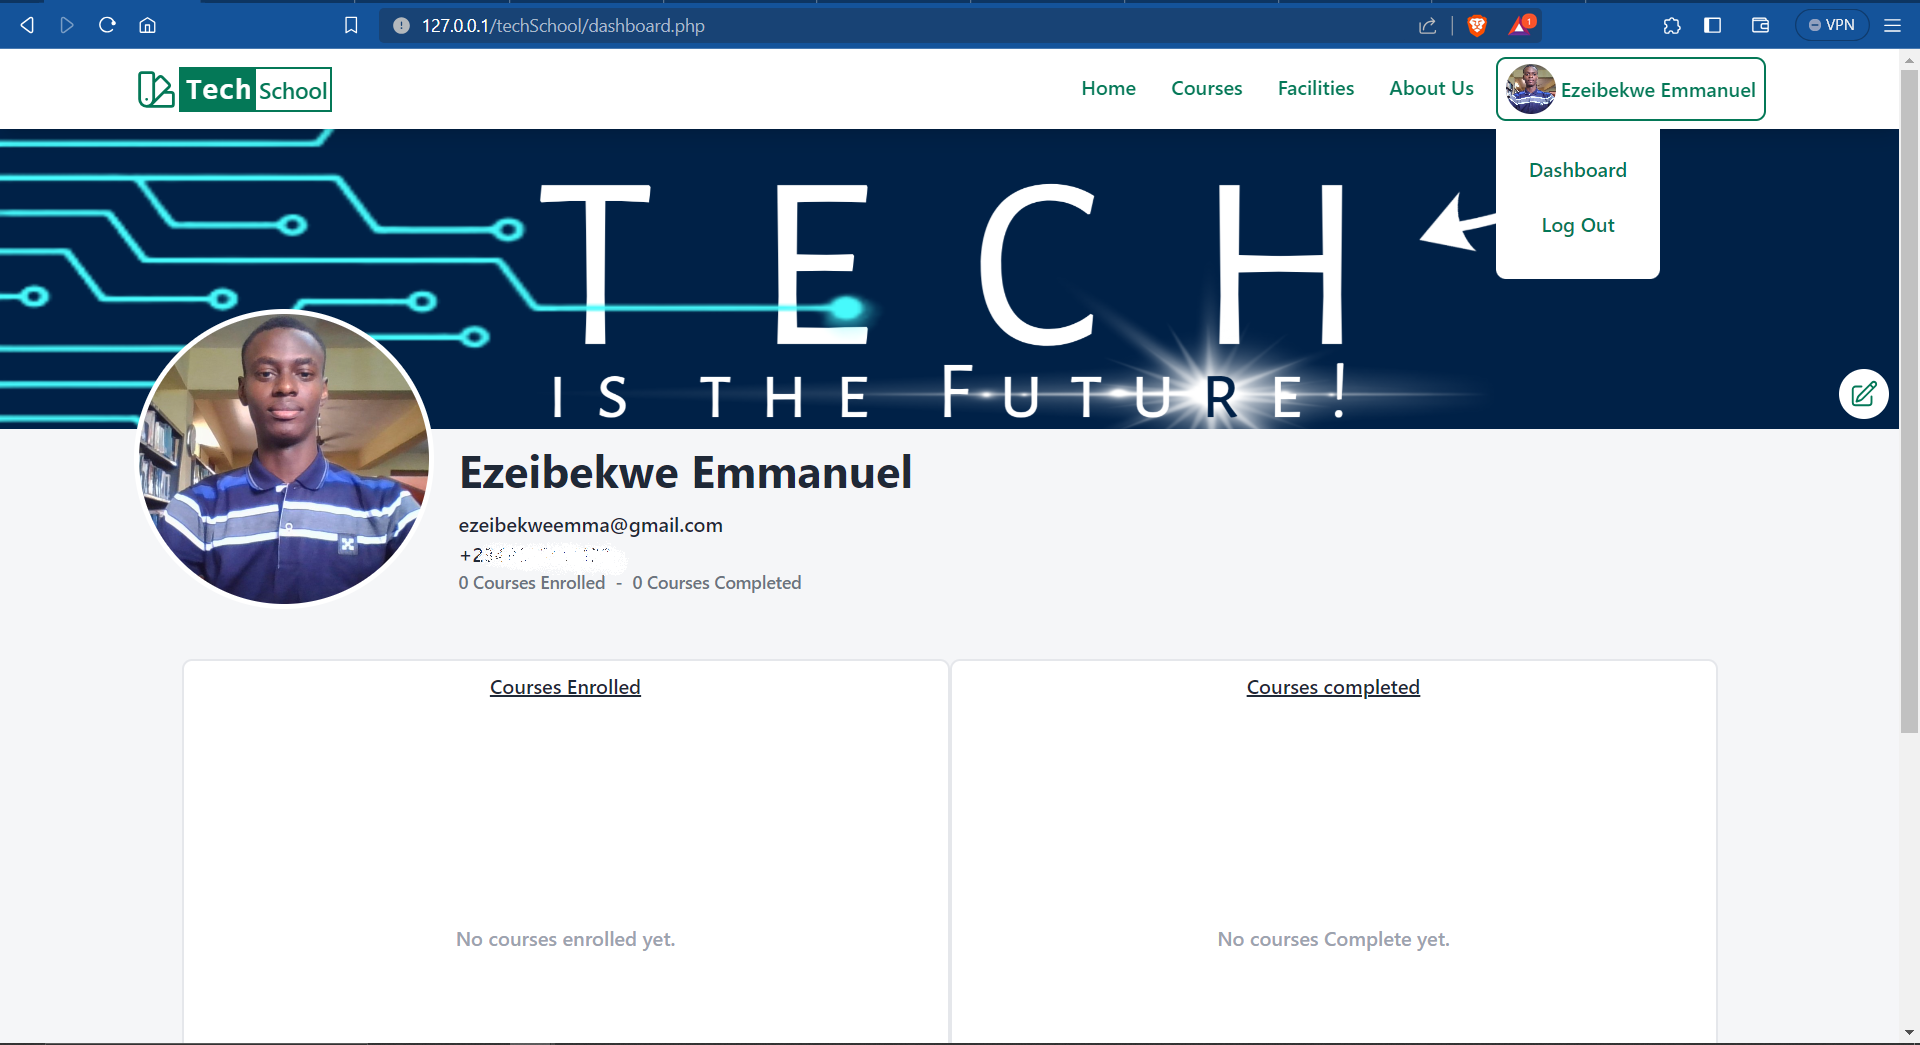 127.0.0.1/techSchool/dashboard.php
1
VPN
Tech School
Home
Courses
Facilities
About Us
Ezeibekwe Emmanuel
Dashboard
Log Out
TECH
IS THE FUTURE!
Ezeibekwe Emmanuel
ezeibekweemma@gmail.com
0 Courses Enrolled - 0 Courses Completed
Courses Enrolled
Courses completed
No courses enrolled yet.
No courses Complete yet.